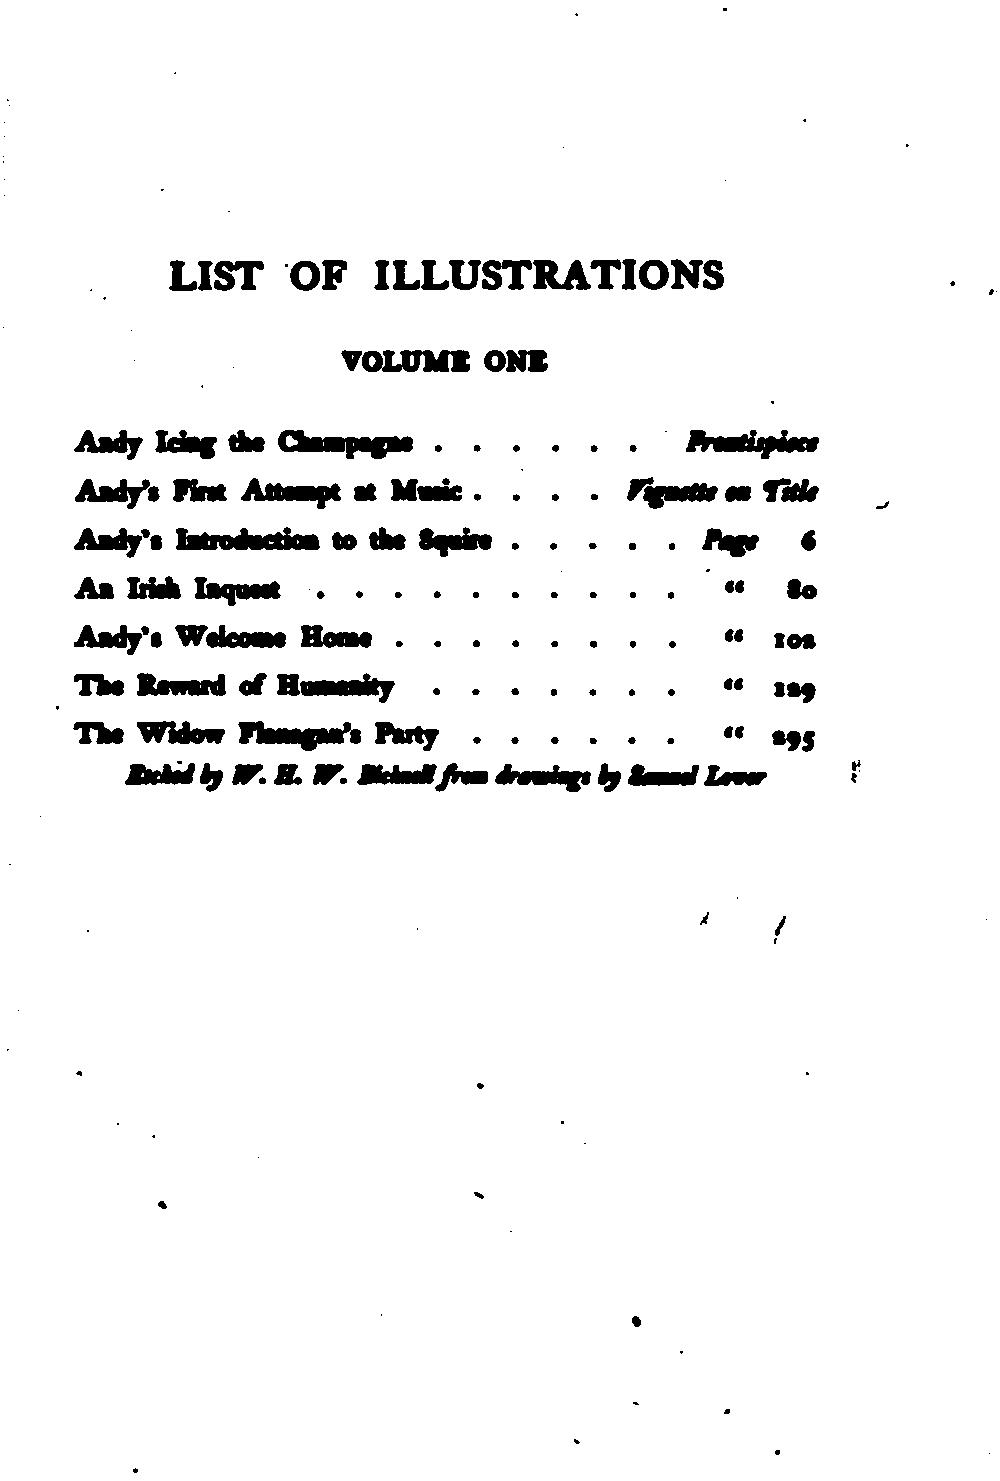 LIST OF ILLUSTRATIONS
VOLUME ONE
Andy Icing the Champagne . . . . . . Frontispiece
Andy's First Attempt at Music . . . . Vignette on Title
Andy's Introduction to the Squire . . . . . Page 6
An Irish Inquest . . . . . . . . . . “ 80
Andy's Welcome Home . . . . . . . . “ 102
The Reward of Humanity . . . . . . . “ 129
The Widow Flanagan's Party . . . . . . “ 295
Etched by W. H. W. Bicknell from drawings by Samuel Lover